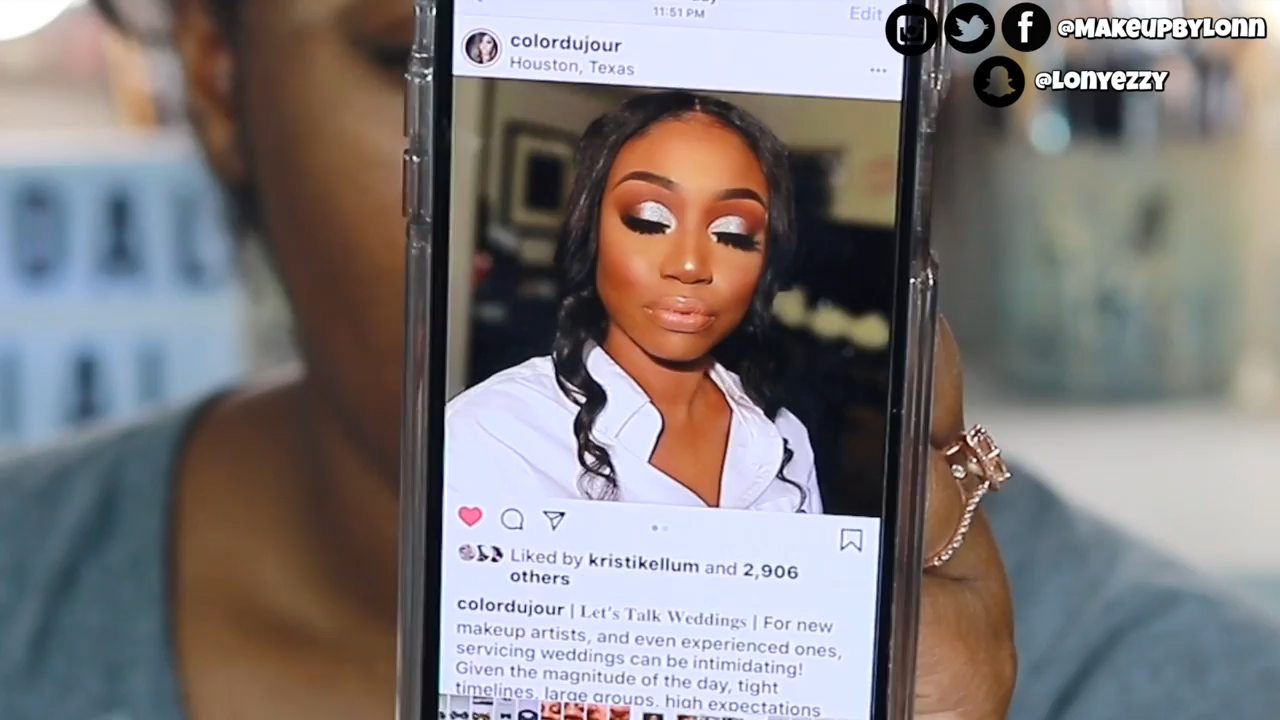 11:51 PM
Edit
colordujour
Houston, Texas
@MAKEUPBYLONN
@LONYEZZY
Liked by kristikellum and 2,906
others
colordujour | Let's Talk Weddings | For new
makeup artists, and even experienced ones,
servicing weddings can be intimidating!
Given the magnitude of the day, tight
timelines, large groups, high expectations